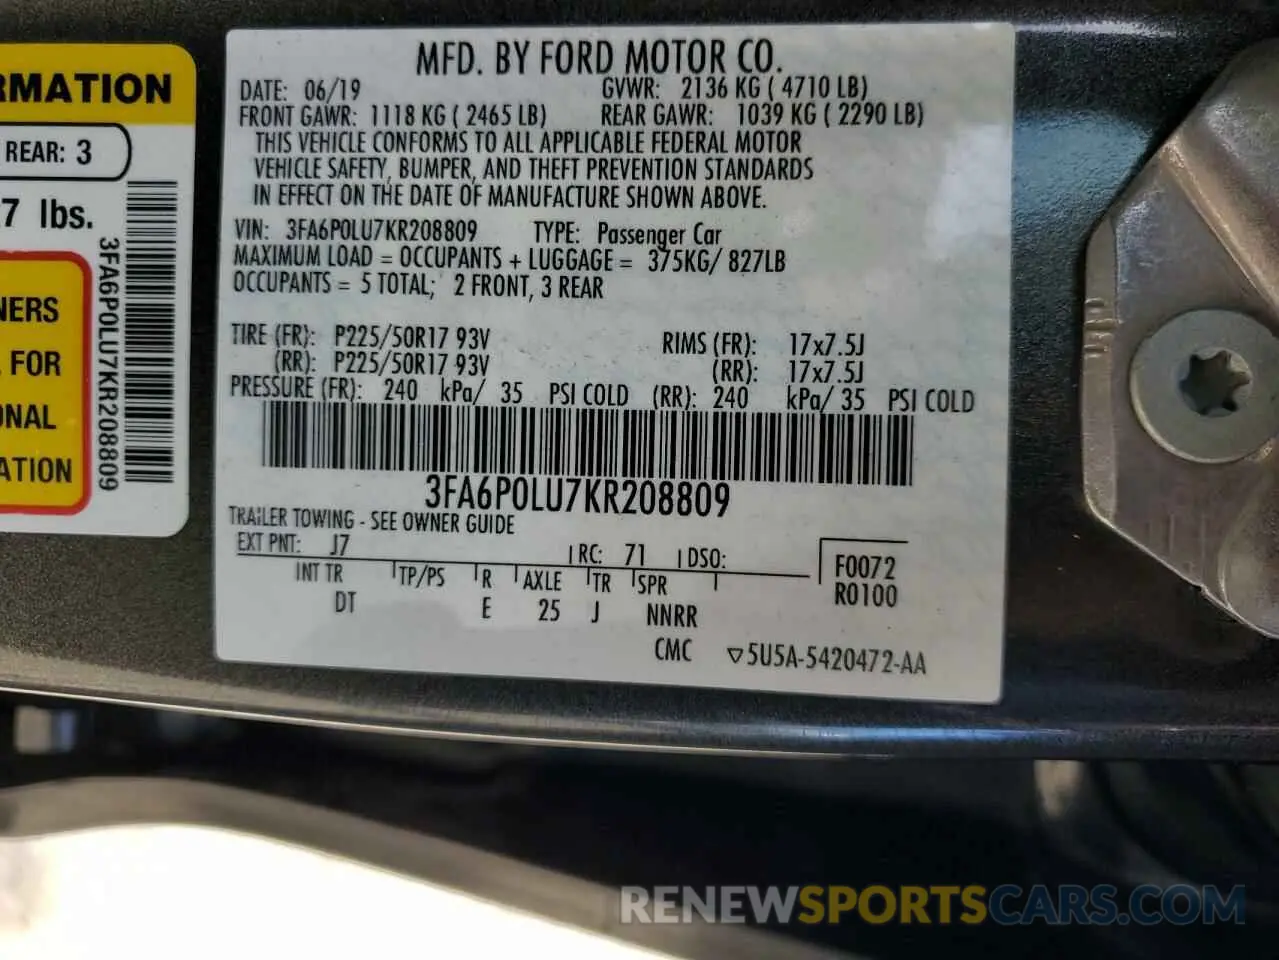 RMATION
REAR: 3
7 lbs.
NERS
FOR
ONAL
ATION
3FA6P0LU7KR208809
MFD. BY FORD MOTOR CO.
DATE: 06/19 GVWR: 2136 KG ( 4710 LB)
FRONT GAWR: 1118 KG ( 2465 LB) REAR GAWR: 1039 KG ( 2290 LB)
THIS VEHICLE CONFORMS TO ALL APPLICABLE FEDERAL MOTOR
VEHICLE SAFETY, BUMPER, AND THEFT PREVENTION STANDARDS
IN EFFECT ON THE DATE OF MANUFACTURE SHOWN ABOVE.
VIN: 3FA6P0LU7KR208809 TYPE: Passenger Car
MAXIMUM LOAD = OCCUPANTS + LUGGAGE = 375KG/ 827LB
OCCUPANTS = 5 TOTAL; 2 FRONT, 3 REAR
TIRE (FR): P225/50R17 93V RIMS (FR): 17x7.5J
(RR): P225/50R17 93V (RR): 17x7.5J
PRESSURE (FR): 240 kPa/ 35 PSI COLD (RR): 240 kPa/ 35 PSI COLD
3FA6P0LU7KR208809
TRAILER TOWING - SEE OWNER GUIDE
EXT PNT: J7 RC: 71 DSO:
INT TR TP/PS R AXLE TR SPR
DT E 25 J NNRR
F0072
R0100
CMC ▽5U5A-5420472-AA
RENEWSPORTSCARS.COM